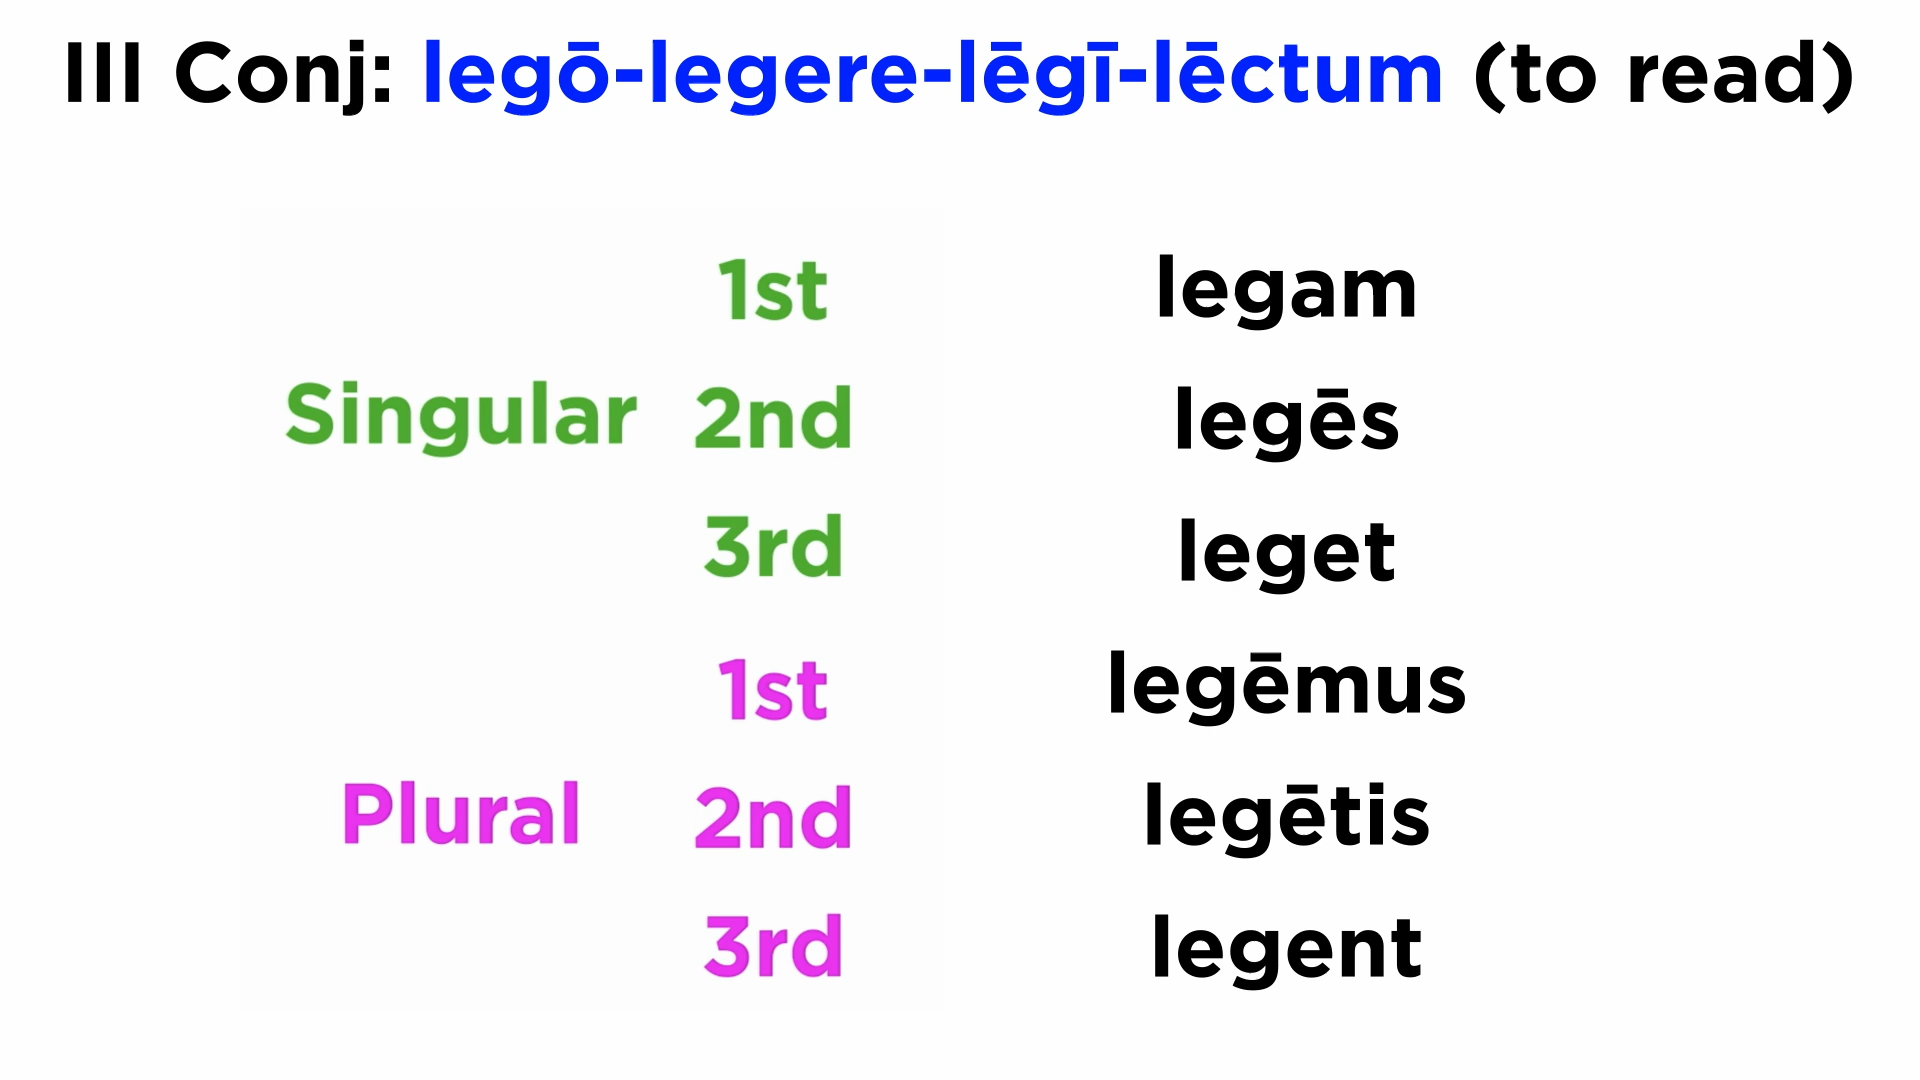 III Conj: legō-legere-lēgī-lēctum (to read)
1st legam
Singular 2nd legēs
3rd leget
1st legēmus
Plural 2nd legētis
3rd legent